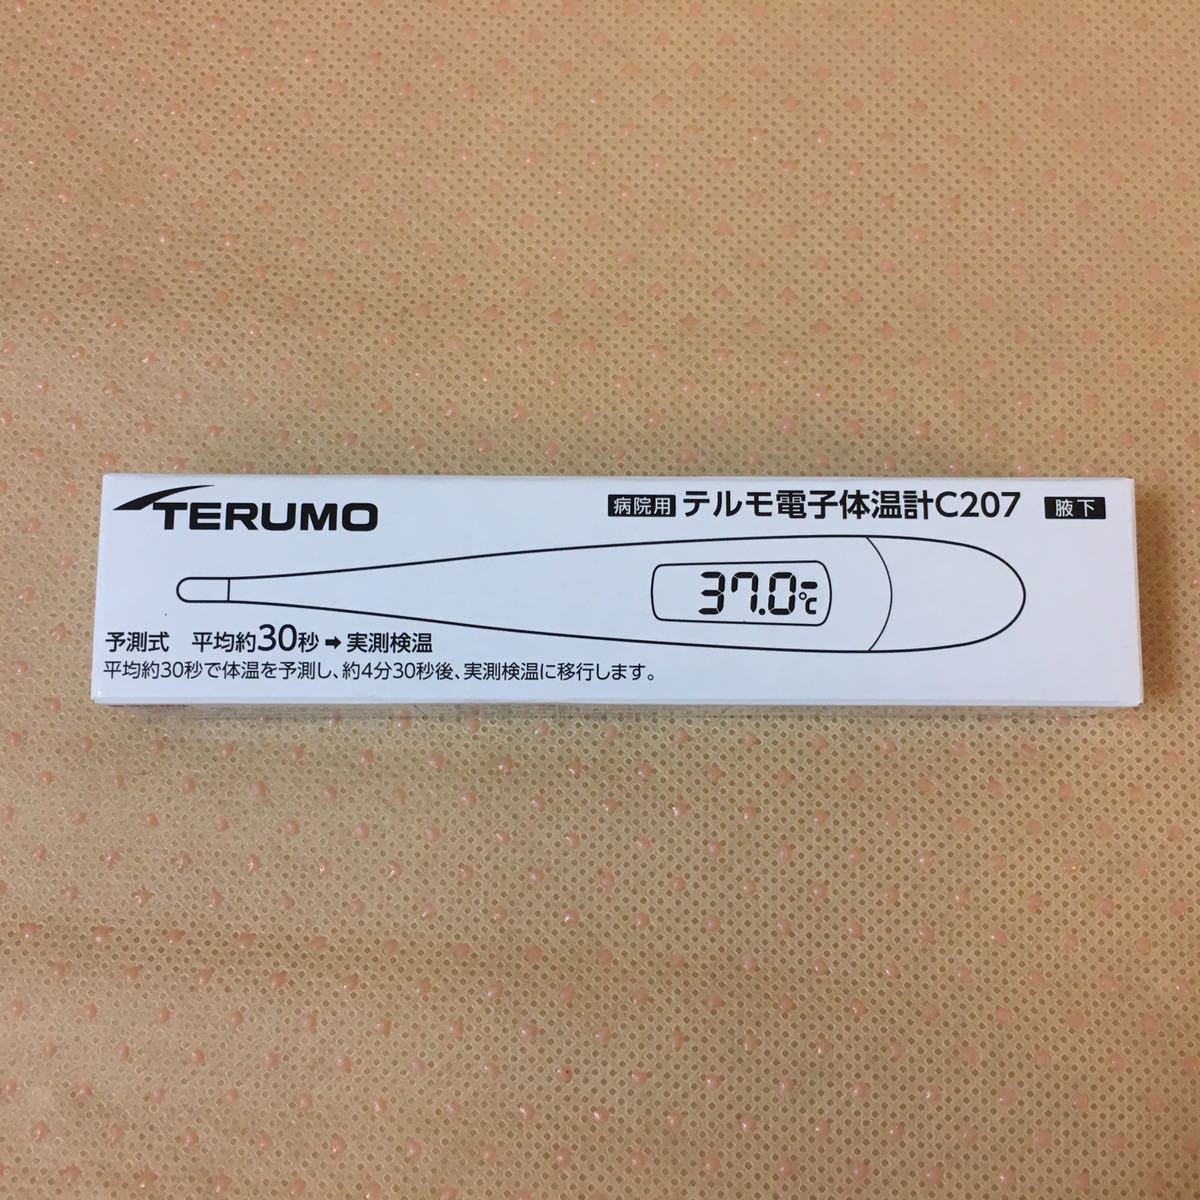 TERUMO
病院用 テルモ電子体温計C207 腋下
37.0℃
予測式 平均約30秒➡実測検温
平均約30秒で体温を予測し、約4分30秒後、実測検温に移行します。